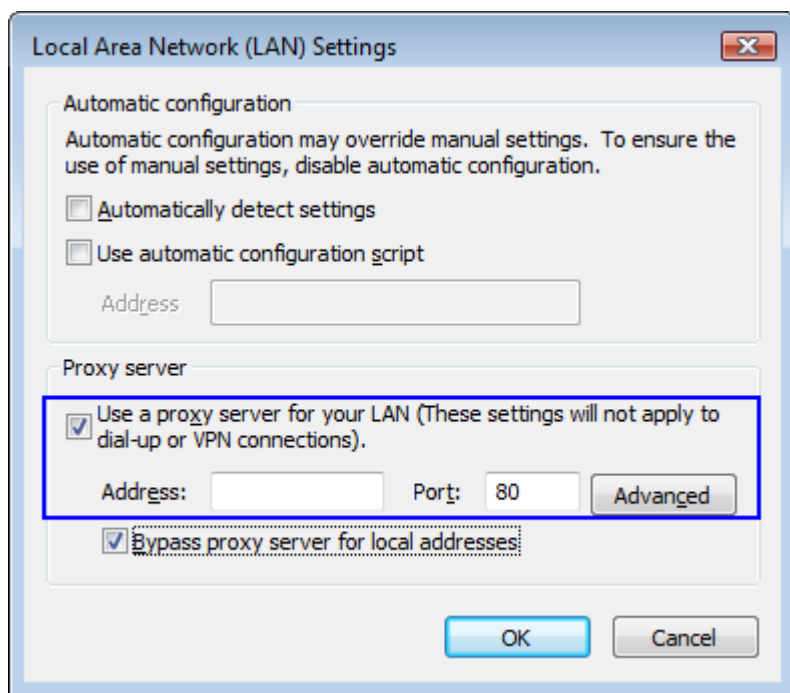 Local Area Network (LAN) Settings
Automatic configuration
Automatic configuration may override manual settings.  To ensure the
use of manual settings, disable automatic configuration.
Automatically detect settings
Use automatic configuration script
Address
Proxy server
Use a proxy server for your LAN (These settings will not apply to
dial-up or VPN connections).
Address:
Port:
80
Advanced
Bypass proxy server for local addresses
OK
Cancel